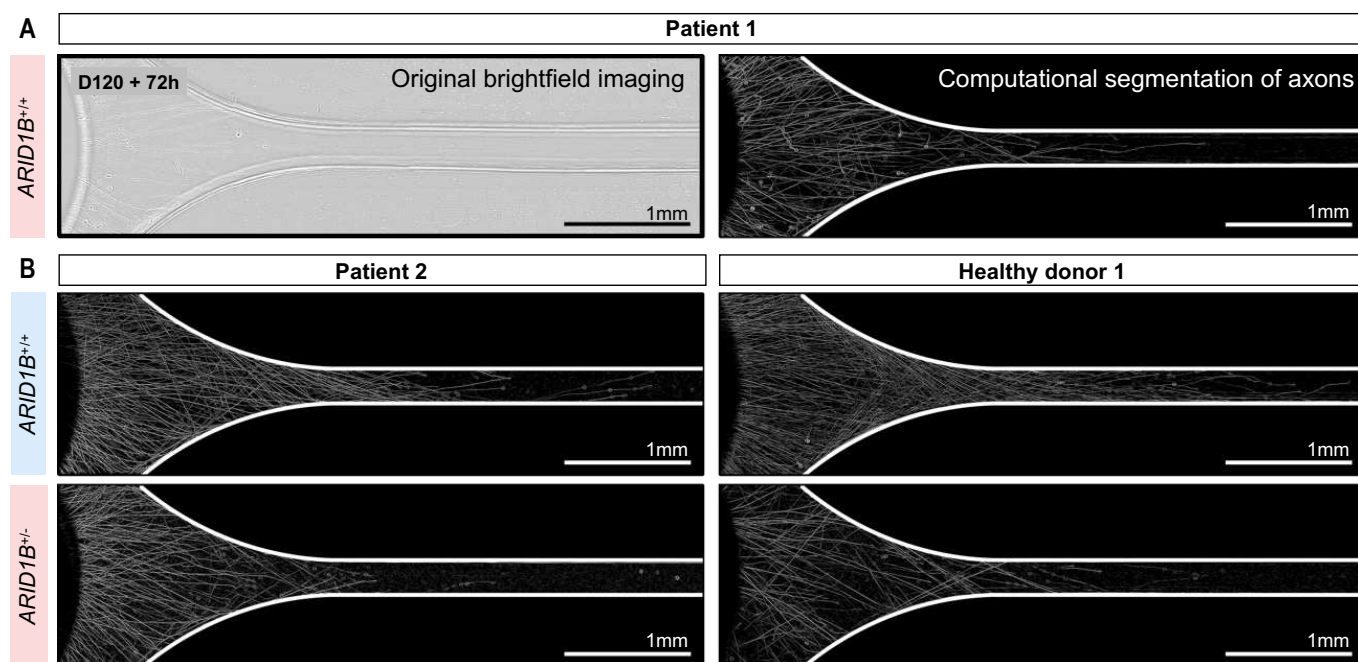 A
Patient 1
ARID1B+/+
D120 + 72h
Original brightfield imaging
1mm
Computational segmentation of axons
1mm
B
Patient 2
Healthy donor 1
ARID1B+/+
1mm
1mm
ARID1B+/-
1mm
1mm